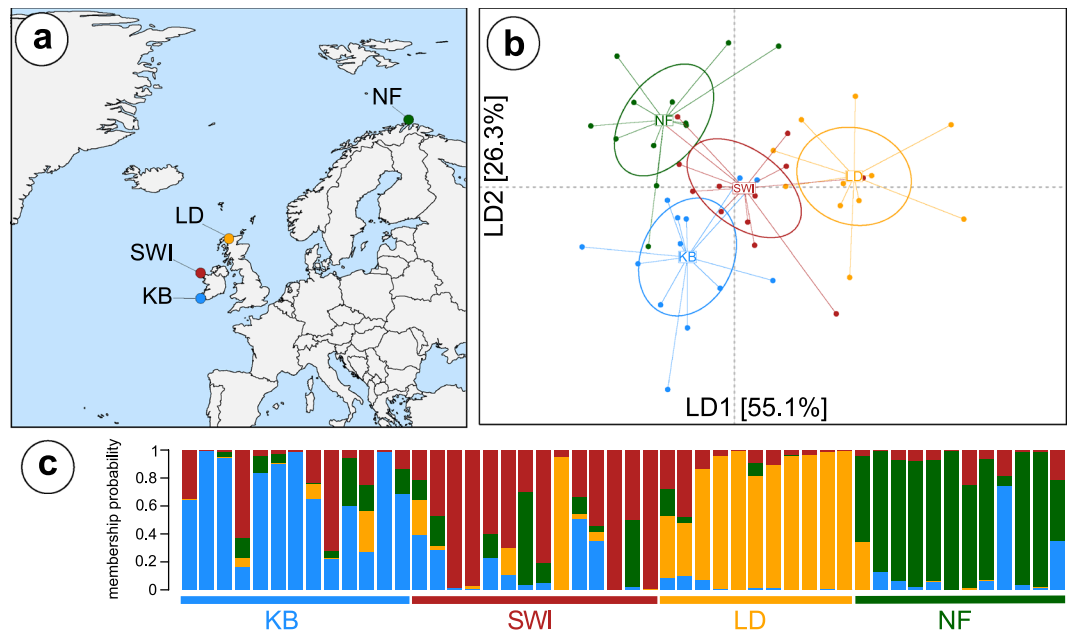 a
NF
LD
SWI
KB
b
LD2 [26.3%]
NF
SWI
LD
KB
LD1 [55.1%]
c
membership probability
1
0.8
0.6
0.4
0.2
0
KB
SWI
LD
NF